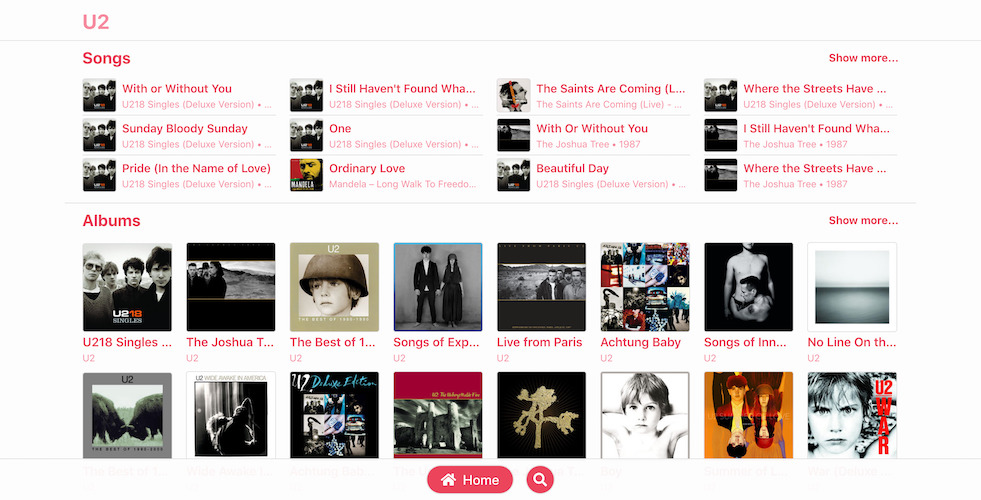 U2
Songs
Show more...
With or Without You
U218 Singles (Deluxe Version) • ...
I Still Haven't Found Wha...
U218 Singles (Deluxe Version) • ...
The Saints Are Coming (L...
The Saints Are Coming (Live) - ...
Where the Streets Have ...
U218 Singles (Deluxe Version) • ...
Sunday Bloody Sunday
U218 Singles (Deluxe Version) • ...
One
U218 Singles (Deluxe Version) • ...
With Or Without You
The Joshua Tree • 1987
I Still Haven't Found Wha...
The Joshua Tree • 1987
Pride (In the Name of Love)
U218 Singles (Deluxe Version) • ...
MANDELA
Ordinary Love
Mandela – Long Walk To Freedo...
Beautiful Day
U218 Singles (Deluxe Version) • ...
Where the Streets Have ...
The Joshua Tree • 1987
Albums
Show more...
U218
SINGLES
U2
THE BEST OF 1980-1990
U218 Singles ...
U2
The Joshua T...
U2
The Best of 1...
U2
Songs of Exp...
U2
Live from Paris
U2
Achtung Baby
U2
Songs of Inn...
U2
No Line On th...
U2
U2
THE BEST OF 1990-2000
U2 WIDE AWAKE IN AMERICA
U2 Deluxe Edition
U2 The Unforgettable Fire
U2
WAR
The Best of 1...
Wide Awake i...
Achtung Bab...
Boy
War (Deluxe ...
Home